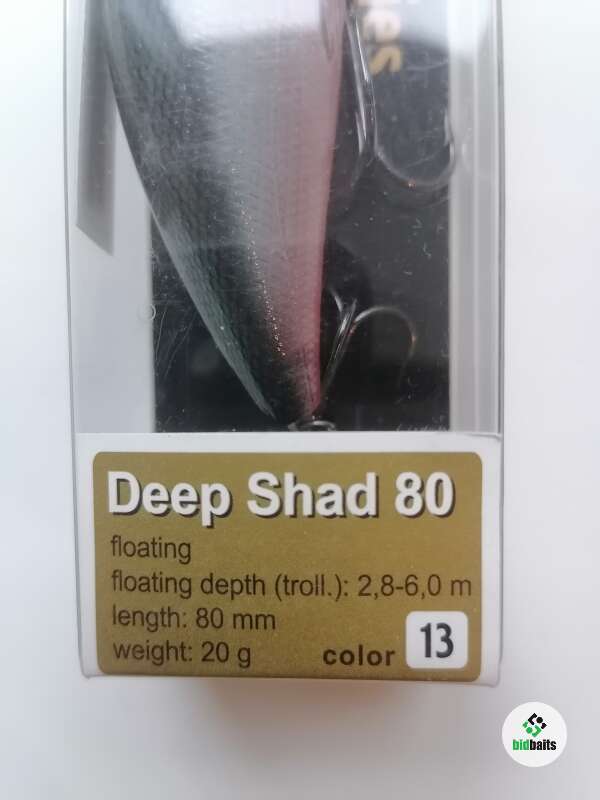 Deep Shad 80
floating
floating depth (troll.): 2,8-6,0 m
length: 80 mm
weight: 20 g
color 13
bidbaits